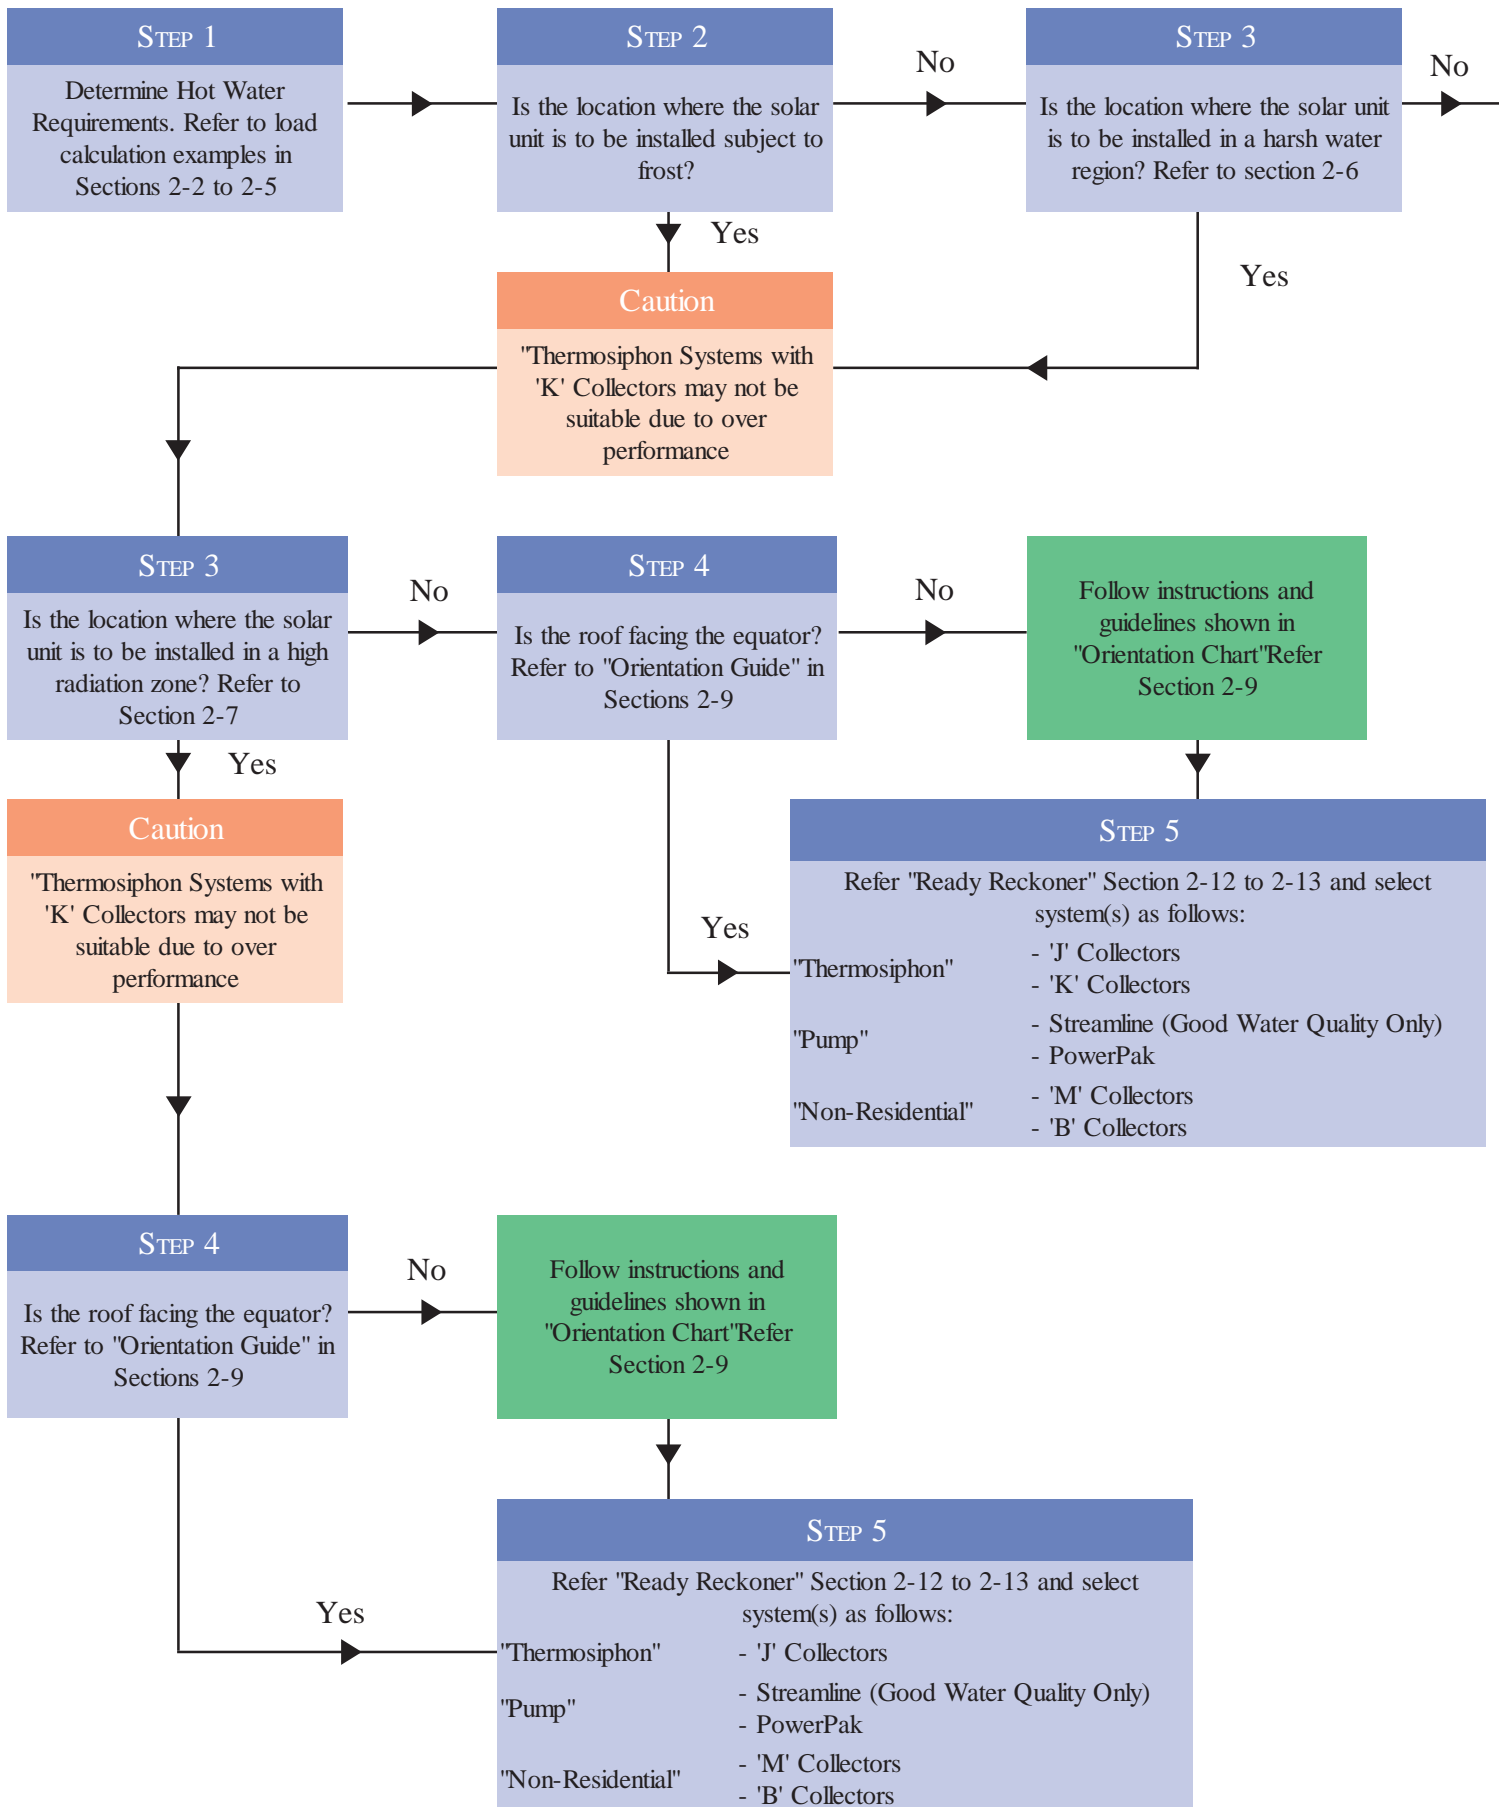 STEP 1
Determine Hot Water
Requirements. Refer to load
calculation examples in
Sections 2-2 to 2-5
STEP 2
Is the location where the solar
unit is to be installed subject to
frost?
No
STEP 3
Is the location where the solar unit
is to be installed in a harsh water
region? Refer to section 2-6
No
Yes
Yes
Caution
"Thermosiphon Systems with
'K' Collectors may not be
suitable due to over
performance
STEP 3
Is the location where the solar
unit is to be installed in a high
radiation zone? Refer to
Section 2-7
No
STEP 4
Is the roof facing the equator?
Refer to "Orientation Guide" in
Sections 2-9
No
Follow instructions and
guidelines shown in
"Orientation Chart"Refer
Section 2-9
Yes
Caution
"Thermosiphon Systems with
'K' Collectors may not be
suitable due to over
performance
Yes
STEP 5
Refer "Ready Reckoner" Section 2-12 to 2-13 and select
system(s) as follows:
"Thermosiphon"
- 'J' Collectors
- 'K' Collectors
"Pump"
- Streamline (Good Water Quality Only)
- PowerPak
"Non-Residential"
- 'M' Collectors
- 'B' Collectors
STEP 4
Is the roof facing the equator?
Refer to "Orientation Guide" in
Sections 2-9
No
Follow instructions and
guidelines shown in
"Orientation Chart"Refer
Section 2-9
Yes
STEP 5
Refer "Ready Reckoner" Section 2-12 to 2-13 and select
system(s) as follows:
"Thermosiphon"
- 'J' Collectors
"Pump"
- Streamline (Good Water Quality Only)
- PowerPak
"Non-Residential"
- 'M' Collectors
- 'B' Collectors